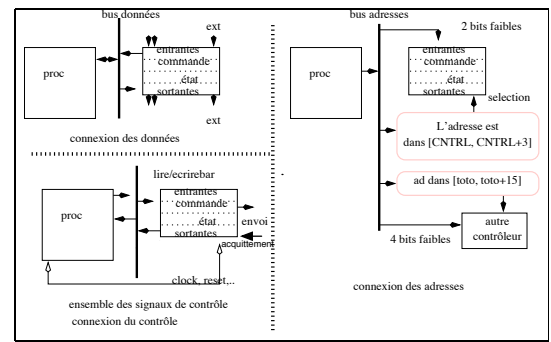 bus données
ext
proc
entrantes
commande
état
sortantes
ext
connexion des données
lire/ecrirebar
proc
entrantes
commande
état
sortantes
envoi
acquittement
clock, reset,..
ensemble des signaux de contrôle
connexion du contrôle
bus adresses
2 bits faibles
proc
entrantes
commande
état
sortantes
selection
L'adresse est
dans [CNTRL, CNTRL+3]
ad dans [toto, toto+15]
4 bits faibles
autre
contrôleur
connexion des adresses